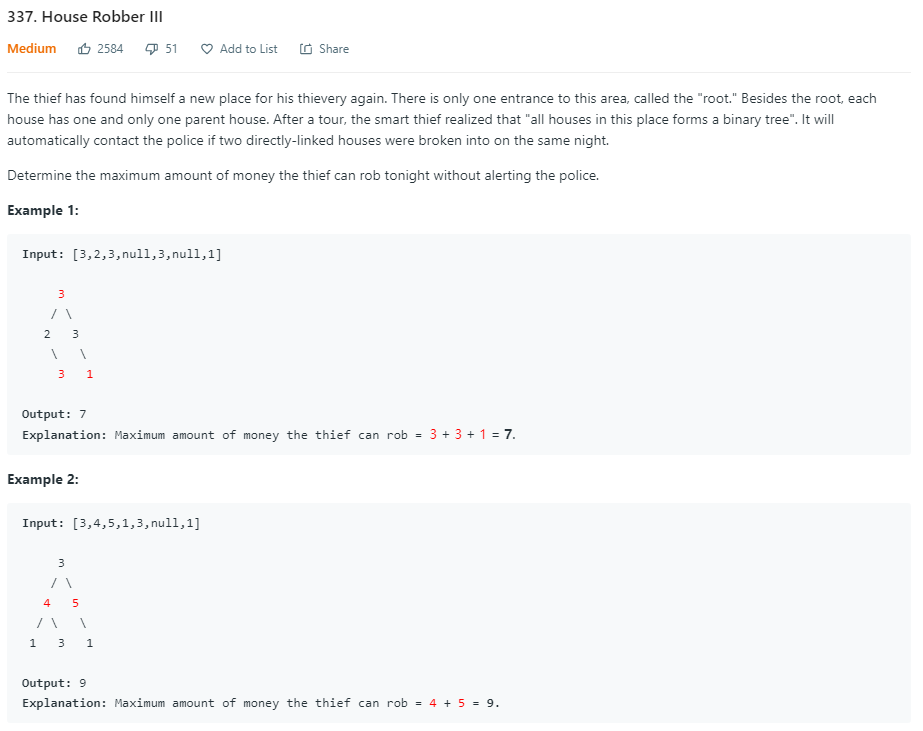 337. House Robber III
Medium 2584 51 Add to List Share
The thief has found himself a new place for his thievery again. There is only one entrance to this area, called the "root." Besides the root, each
house has one and only one parent house. After a tour, the smart thief realized that "all houses in this place forms a binary tree". It will
automatically contact the police if two directly-linked houses were broken into on the same night.
Determine the maximum amount of money the thief can rob tonight without alerting the police.
Example 1:
Input: [3,2,3,null,3,null,1]
3
/ \
2 3
\ \
3 1
Output: 7
Explanation: Maximum amount of money the thief can rob = 3 + 3 + 1 = 7.
Example 2:
Input: [3,4,5,1,3,null,1]
3
/ \
4 5
/ \ \
1 3 1
Output: 9
Explanation: Maximum amount of money the thief can rob = 4 + 5 = 9.